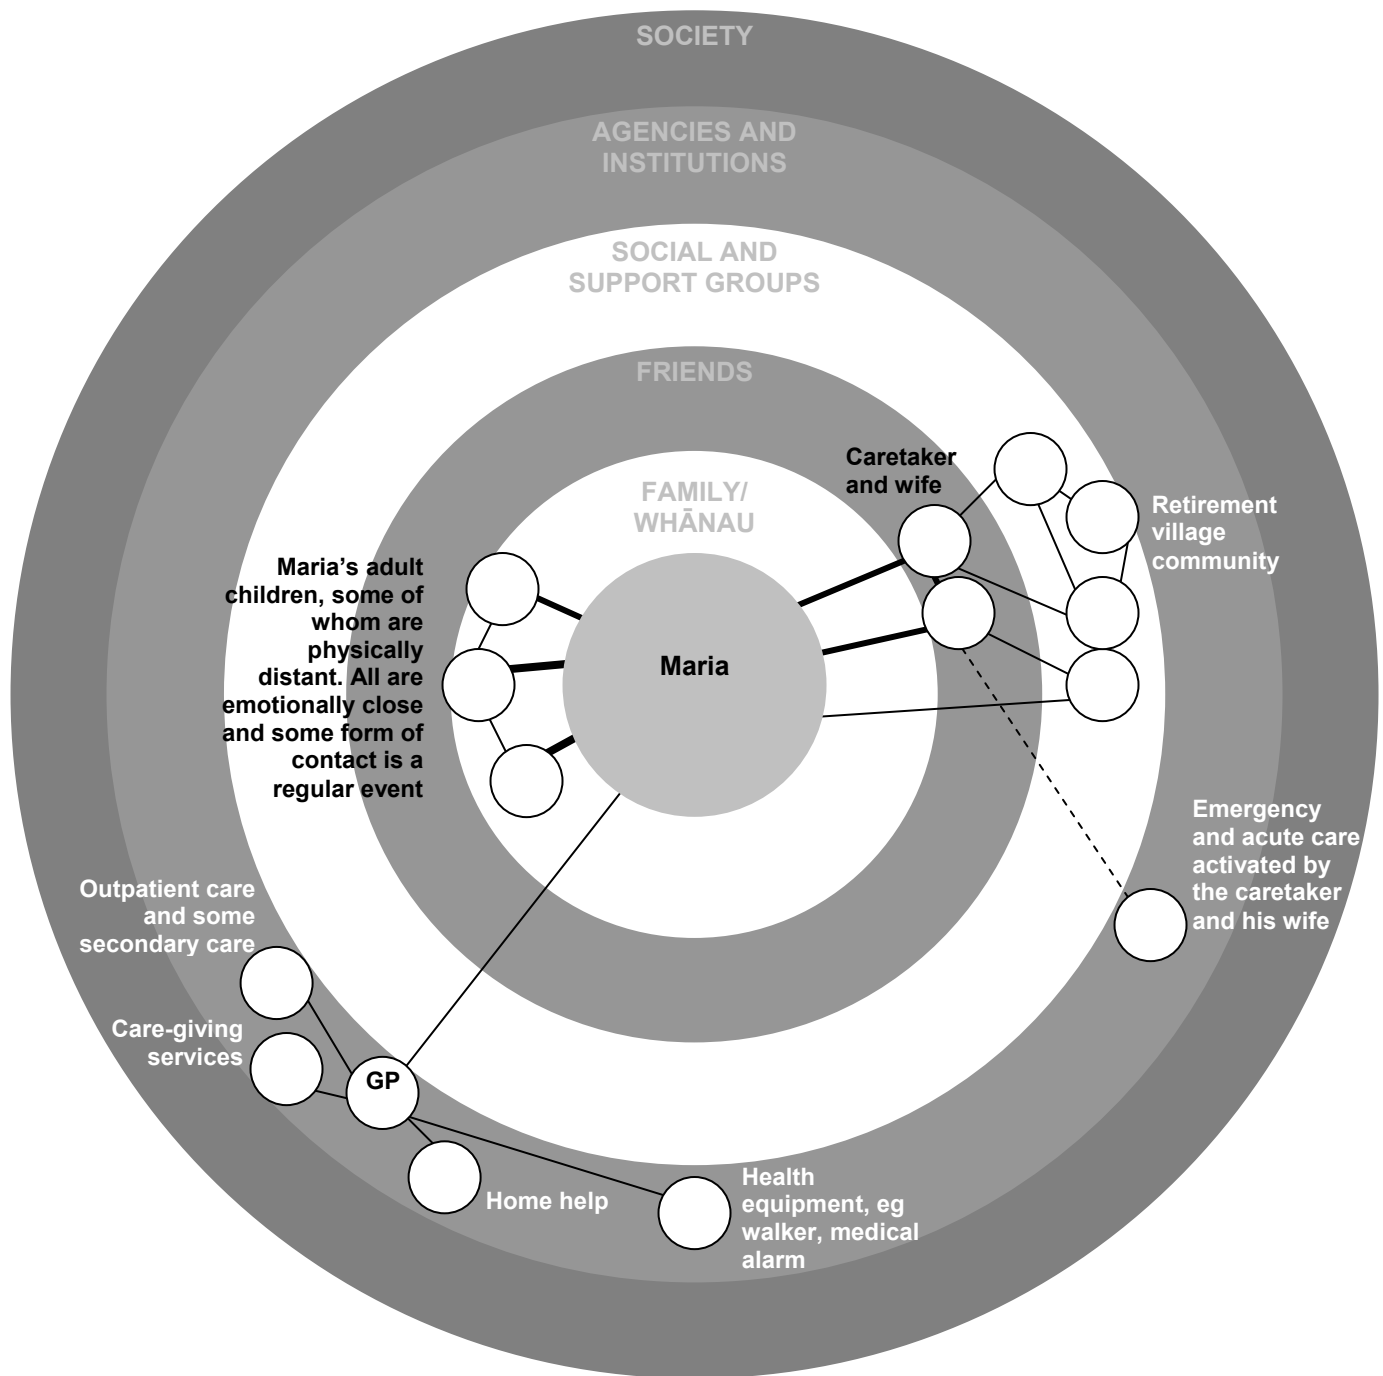 SOCIETY
AGENCIES AND
INSTITUTIONS
SOCIAL AND
SUPPORT GROUPS
FRIENDS
FAMILY/
WHĀNAU
Caretaker
and wife
Retirement
village
community
Maria's adult
children, some of
whom are
physically
distant. All are
emotionally close
and some form of
contact is a
regular event
Maria
Emergency
and acute care
activated by
the caretaker
and his wife
Outpatient care
and some
secondary care
Care-giving
services
GP
Home help
Health
equipment, eg
walker, medical
alarm